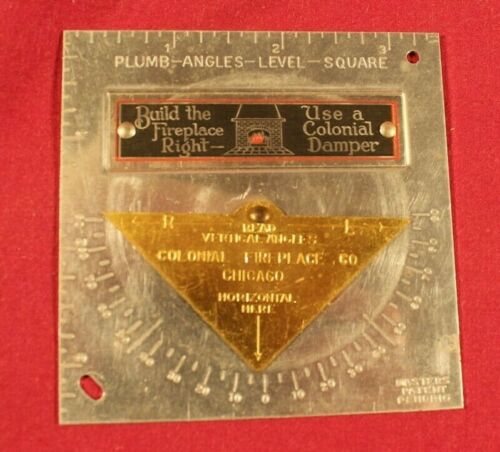 1 2 3
PLUMB-ANGLES-LEVEL-SQUARE
Build the
Fireplace
Right—
Use a
Colonial
Damper
R L
READ
VERTICAL ANGLES
COLONIAL FIREPLACE CO
CHICAGO
HORIZONTAL
HERE
MASTERS
PATENT
PENDING